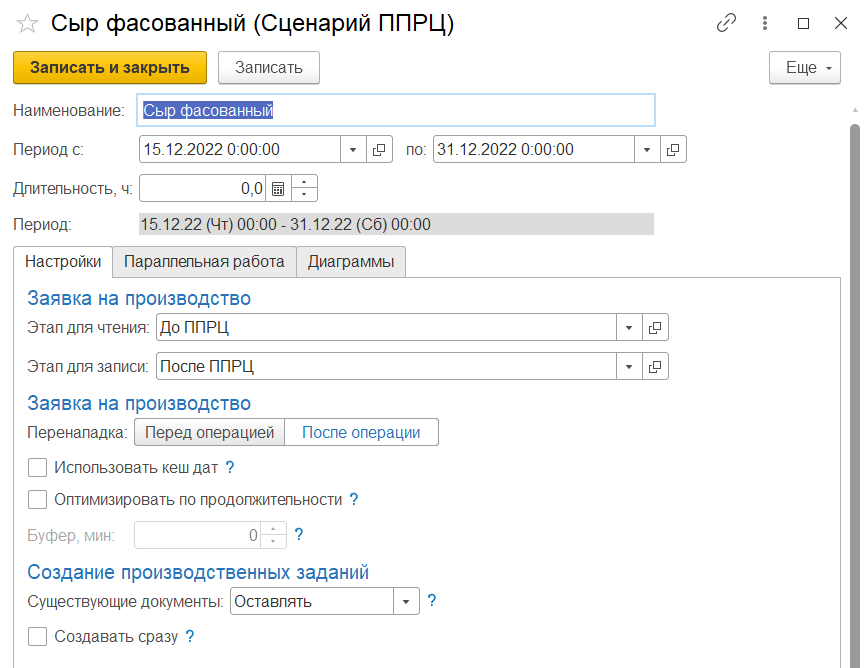 Сыр фасованный (Сценарий ППРЦ)
Записать и закрыть Записать Еще
Наименование: Сыр фасованный
Период с: 15.12.2022 0:00:00 по: 31.12.2022 0:00:00
Длительность, ч: 0,0
Период: 15.12.22 (Чт) 00:00 - 31.12.22 (Сб) 00:00
Настройки Параллельная работа Диаграммы
Заявка на производство
Этап для чтения: До ППРЦ
Этап для записи: После ППРЦ
Заявка на производство
Переналадка: Перед операцией После операции
Использовать кеш дат ?
Оптимизировать по продолжительности ?
Буфер, мин: 0 ?
Создание производственных заданий
Существующие документы: Оставлять ?
Создавать сразу ?